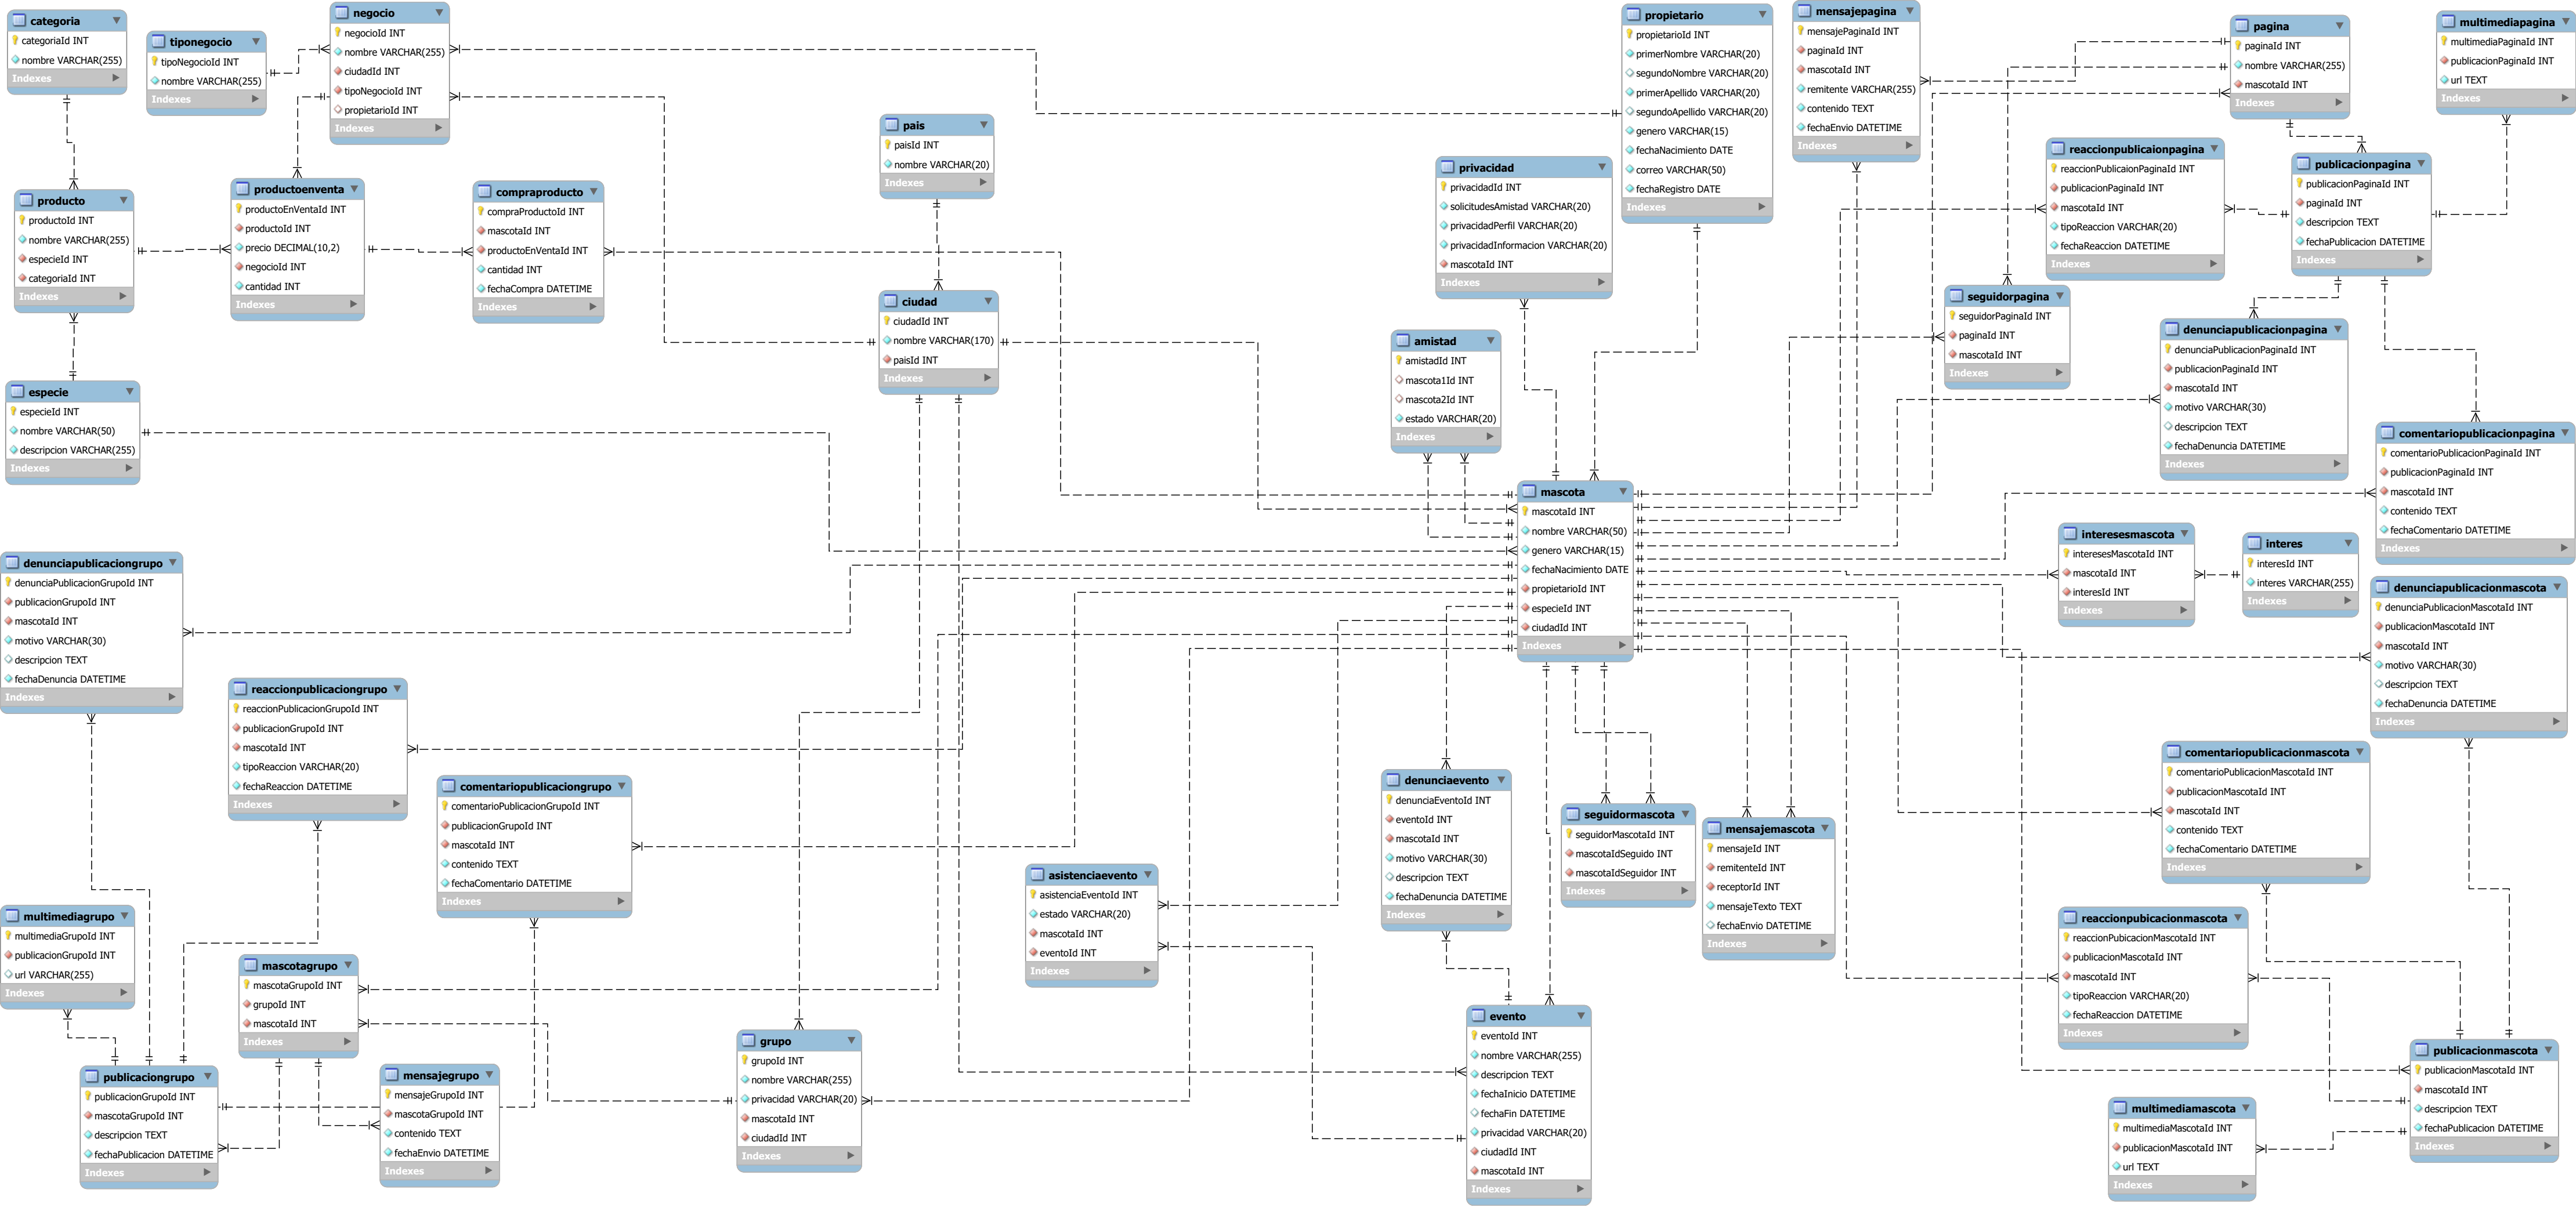 categoria
categoriaId INT
nombre VARCHAR(255)
Indexes
tiponegocio
tipoNegocioId INT
nombre VARCHAR(255)
Indexes
negocio
negocioId INT
nombre VARCHAR(255)
ciudadId INT
tipoNegocioId INT
propietarioId INT
Indexes
propietario
propietarioId INT
primerNombre VARCHAR(20)
segundoNombre VARCHAR(20)
primerApellido VARCHAR(20)
segundoApellido VARCHAR(20)
genero VARCHAR(15)
fechaNacimiento DATE
correo VARCHAR(50)
fechaRegistro DATE
Indexes
mensajepagina
mensajePaginaId INT
paginaId INT
mascotaId INT
remitente VARCHAR(255)
contenido TEXT
fechaEnvio DATETIME
Indexes
pagina
paginaId INT
nombre VARCHAR(255)
mascotaId INT
Indexes
multimediapagina
multimediaPaginaId INT
publicacionPaginaId INT
url TEXT
Indexes
pais
paisId INT
nombre VARCHAR(20)
Indexes
privacidad
privacidadId INT
solicitudesAmistad VARCHAR(20)
privacidadPerfil VARCHAR(20)
privacidadInformacion VARCHAR(20)
mascotaId INT
Indexes
reaccionpublicaionpagina
reaccionPublicaionPaginaId INT
publicacionPaginaId INT
mascotaId INT
tipoReaccion VARCHAR(20)
fechaReaccion DATETIME
Indexes
publicacionpagina
publicacionPaginaId INT
paginaId INT
descripcion TEXT
fechaPublicacion DATETIME
Indexes
producto
productoId INT
nombre VARCHAR(255)
especieId INT
categoriaId INT
Indexes
productoenventa
productoEnVentaId INT
productoId INT
precio DECIMAL(10,2)
negocioId INT
cantidad INT
Indexes
compraproducto
compraProductoId INT
mascotaId INT
productoEnVentaId INT
cantidad INT
fechaCompra DATETIME
Indexes
ciudad
ciudadId INT
nombre VARCHAR(170)
paisId INT
Indexes
seguidorpagina
seguidorPaginaId INT
paginaId INT
mascotaId INT
Indexes
amistad
amistadId INT
mascota1Id INT
mascota2Id INT
estado VARCHAR(20)
Indexes
denunciapublicacionpagina
denunciaPublicacionPaginaId INT
publicacionPaginaId INT
mascotaId INT
motivo VARCHAR(30)
descripcion TEXT
fechaDenuncia DATETIME
Indexes
especie
especieId INT
nombre VARCHAR(50)
descripcion VARCHAR(255)
Indexes
comentariopublicacionpagina
comentarioPublicacionPaginaId INT
publicacionPaginaId INT
mascotaId INT
contenido TEXT
fechaComentario DATETIME
Indexes
mascota
mascotaId INT
nombre VARCHAR(50)
genero VARCHAR(15)
fechaNacimiento DATE
propietarioId INT
especieId INT
ciudadId INT
Indexes
interesesmascota
interesesMascotaId INT
mascotaId INT
interesId INT
Indexes
interes
interesId INT
interes VARCHAR(255)
Indexes
denunciapublicaciongrupo
denunciaPublicacionGrupoId INT
publicacionGrupoId INT
mascotaId INT
motivo VARCHAR(30)
descripcion TEXT
fechaDenuncia DATETIME
Indexes
denunciapublicacionmascota
denunciaPublicacionMascotaId INT
publicacionMascotaId INT
mascotaId INT
motivo VARCHAR(30)
descripcion TEXT
fechaDenuncia DATETIME
Indexes
reaccionpublicaciongrupo
reaccionPublicacionGrupoId INT
publicacionGrupoId INT
mascotaId INT
tipoReaccion VARCHAR(20)
fechaReaccion DATETIME
Indexes
comentariopublicaciongrupo
comentarioPublicacionGrupoId INT
publicacionGrupoId INT
mascotaId INT
contenido TEXT
fechaComentario DATETIME
Indexes
denunciaevento
denunciaEventoId INT
eventoId INT
mascotaId INT
motivo VARCHAR(30)
descripcion TEXT
fechaDenuncia DATETIME
Indexes
seguidormascota
seguidorMascotaId INT
mascotaIdSeguido INT
mascotaIdSeguidor INT
Indexes
mensajemascota
mensajeId INT
remitenteId INT
receptorId INT
mensajeTexto TEXT
fechaEnvio DATETIME
Indexes
comentariopublicacionmascota
comentarioPublicacionMascotaId INT
publicacionMascotaId INT
mascotaId INT
contenido TEXT
fechaComentario DATETIME
Indexes
asistenciaevento
asistenciaEventoId INT
estado VARCHAR(20)
mascotaId INT
eventoId INT
Indexes
multimediagrupo
multimediaGrupoId INT
publicacionGrupoId INT
url VARCHAR(255)
Indexes
reaccionpubicacionmascota
reaccionPubicacionMascotaId INT
publicacionMascotaId INT
mascotaId INT
tipoReaccion VARCHAR(20)
fechaReaccion DATETIME
Indexes
mascotagrupo
mascotaGrupoId INT
grupoId INT
mascotaId INT
Indexes
evento
eventoId INT
nombre VARCHAR(255)
descripcion TEXT
fechaInicio DATETIME
fechaFin DATETIME
privacidad VARCHAR(20)
ciudadId INT
mascotaId INT
Indexes
grupo
grupoId INT
nombre VARCHAR(255)
privacidad VARCHAR(20)
mascotaId INT
ciudadId INT
Indexes
publicacionmascota
publicacionMascotaId INT
mascotaId INT
descripcion TEXT
fechaPublicacion DATETIME
Indexes
publicaciongrupo
publicacionGrupoId INT
mascotaGrupoId INT
descripcion TEXT
fechaPublicacion DATETIME
Indexes
mensajegrupo
mensajeGrupoId INT
mascotaGrupoId INT
contenido TEXT
fechaEnvio DATETIME
Indexes
multimediamascota
multimediaMascotaId INT
publicacionMascotaId INT
url TEXT
Indexes